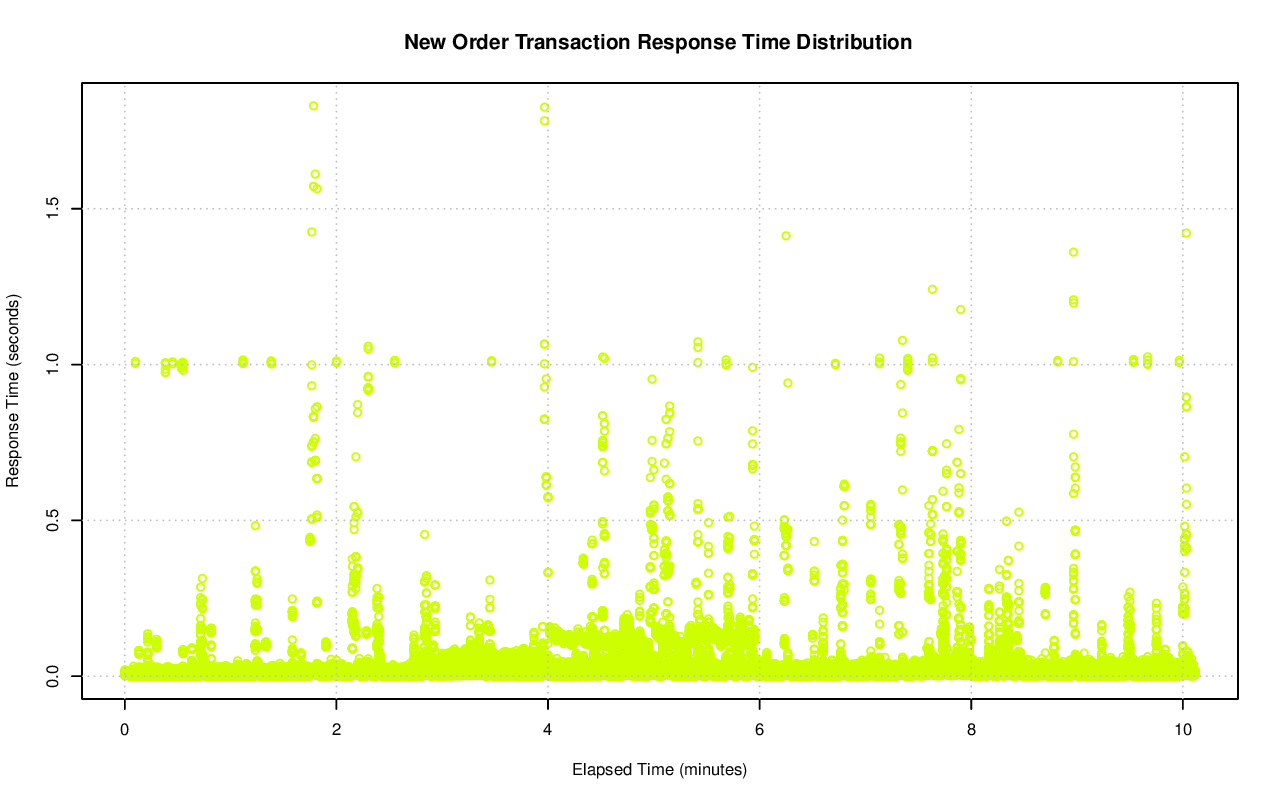 New Order Transaction Response Time Distribution
Response Time (seconds)
1.5
1.0
0.5
0.0
0 2 4 6 8 10
Elapsed Time (minutes)